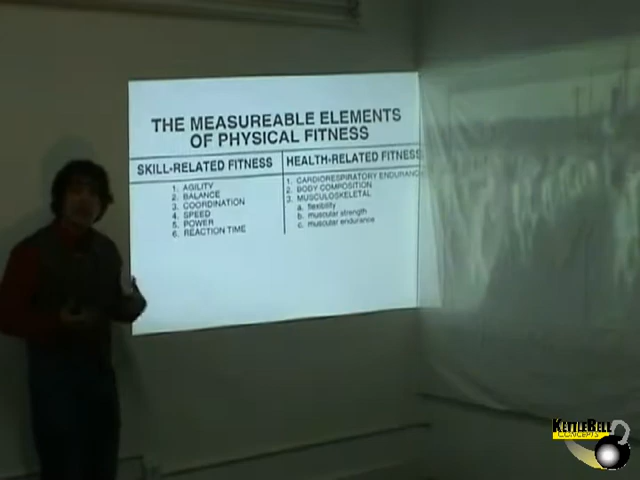 THE MEASUREABLE ELEMENTS
OF PHYSICAL FITNESS
SKILL-RELATED FITNESS
1. AGILITY
2. BALANCE
3. COORDINATION
4. SPEED
5. POWER
6. REACTION TIME
HEALTH-RELATED FITNESS
1. CARDIORESPIRATORY ENDURANC
2. BODY COMPOSITION
3. MUSCULOSKELETAL
a. flexibility
b. muscular strength
c. muscular endurance
KETTLEBELL
CONCEPTS